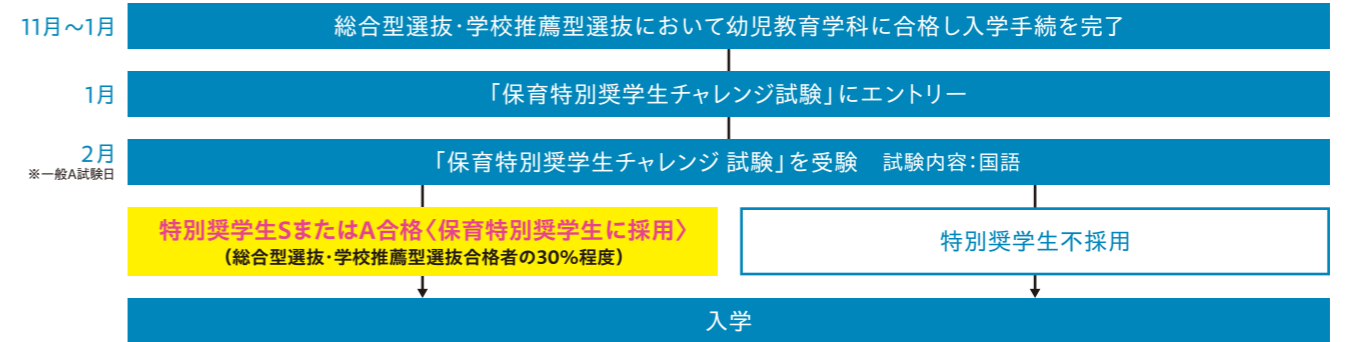 11月～1月
総合型選抜・学校推薦型選抜において幼児教育学科に合格し入学手続を完了
1月
「保育特別奨学生チャレンジ試験」にエントリー
2月
※一般A試験日
「保育特別奨学生チャレンジ 試験」を受験　試験内容：国語
特別奨学生SまたはA合格〈保育特別奨学生に採用〉
（総合型選抜・学校推薦型選抜合格者の30%程度）
特別奨学生不採用
入学